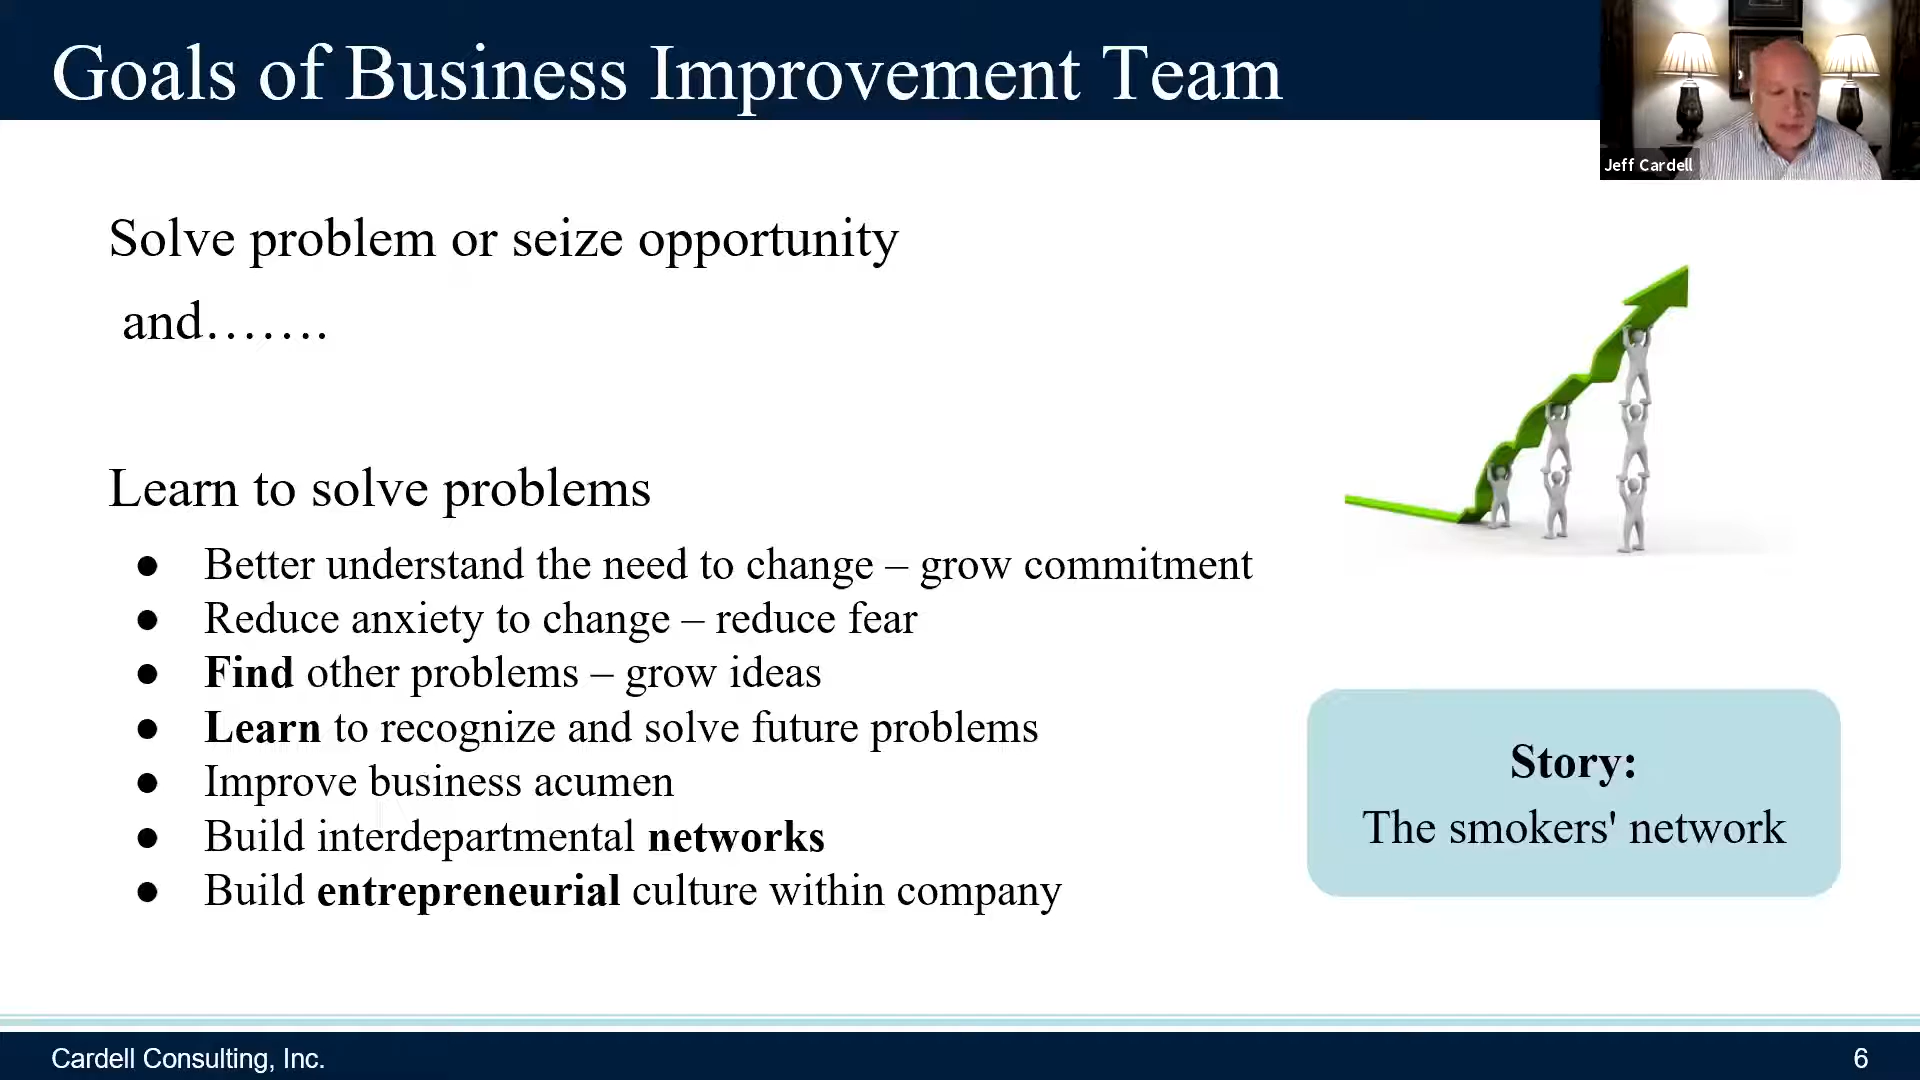 Goals of Business Improvement Team
Jeff Cardell
Solve problem or seize opportunity
and.......
Learn to solve problems
● Better understand the need to change – grow commitment
● Reduce anxiety to change – reduce fear
● Find other problems – grow ideas
● Learn to recognize and solve future problems
● Improve business acumen
● Build interdepartmental networks
● Build entrepreneurial culture within company
Story:
The smokers' network
Cardell Consulting, Inc.
6